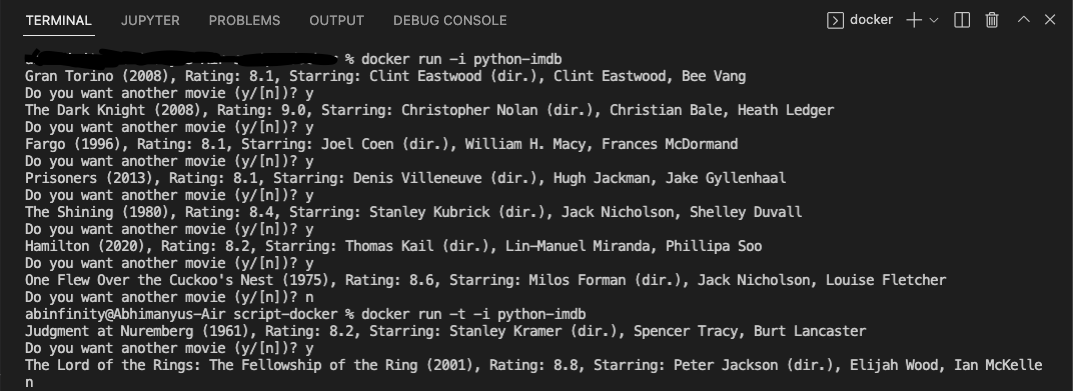 TERMINAL JUPYTER PROBLEMS OUTPUT DEBUG CONSOLE docker
% docker run -i python-imdb
Gran Torino (2008), Rating: 8.1, Starring: Clint Eastwood (dir.), Clint Eastwood, Bee Vang
Do you want another movie (y/[n])? y
The Dark Knight (2008), Rating: 9.0, Starring: Christopher Nolan (dir.), Christian Bale, Heath Ledger
Do you want another movie (y/[n])? y
Fargo (1996), Rating: 8.1, Starring: Joel Coen (dir.), William H. Macy, Frances McDormand
Do you want another movie (y/[n])? y
Prisoners (2013), Rating: 8.1, Starring: Denis Villeneuve (dir.), Hugh Jackman, Jake Gyllenhaal
Do you want another movie (y/[n])? y
The Shining (1980), Rating: 8.4, Starring: Stanley Kubrick (dir.), Jack Nicholson, Shelley Duvall
Do you want another movie (y/[n])? y
Hamilton (2020), Rating: 8.2, Starring: Thomas Kail (dir.), Lin-Manuel Miranda, Phillipa Soo
Do you want another movie (y/[n])? y
One Flew Over the Cuckoo's Nest (1975), Rating: 8.6, Starring: Milos Forman (dir.), Jack Nicholson, Louise Fletcher
Do you want another movie (y/[n])? n
abinfinity@Abhimanyus-Air script-docker % docker run -t -i python-imdb
Judgment at Nuremberg (1961), Rating: 8.2, Starring: Stanley Kramer (dir.), Spencer Tracy, Burt Lancaster
Do you want another movie (y/[n])? y
The Lord of the Rings: The Fellowship of the Ring (2001), Rating: 8.8, Starring: Peter Jackson (dir.), Elijah Wood, Ian McKelle
n